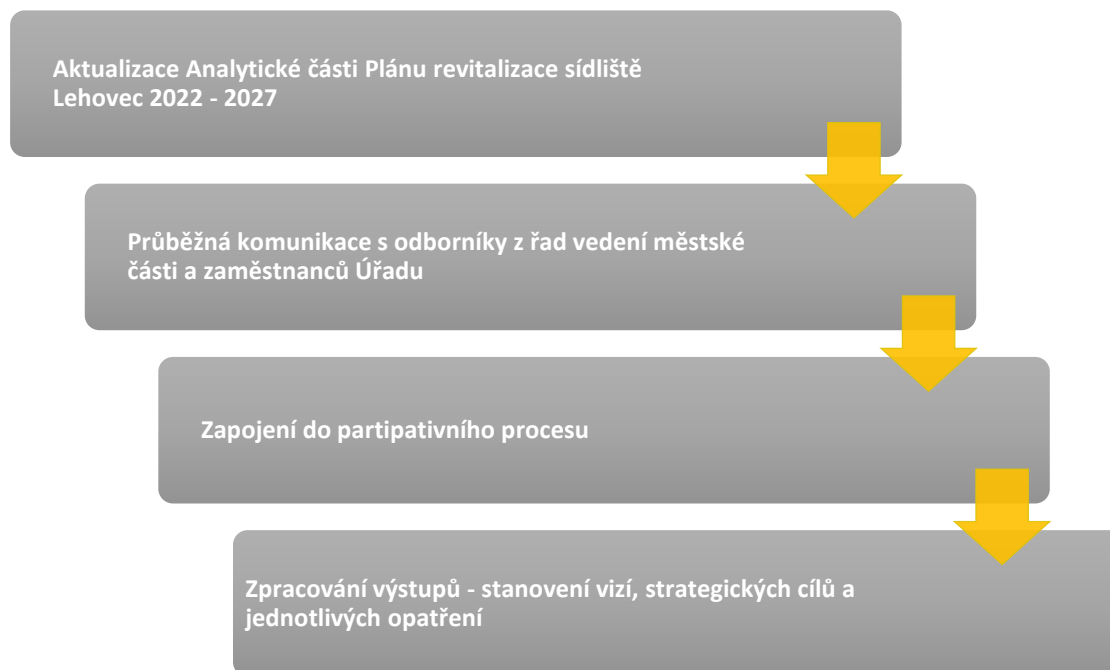 Aktualizace Analytické části Plánu revitalizace sídliště
Lehovec 2022 - 2027
Průběžná komunikace s odborníky z řad vedení městské
části a zaměstnanců Úřadu
Zapojení do partipativního procesu
Zpracování výstupů - stanovení vizí, strategických cílů a
jednotlivých opatření